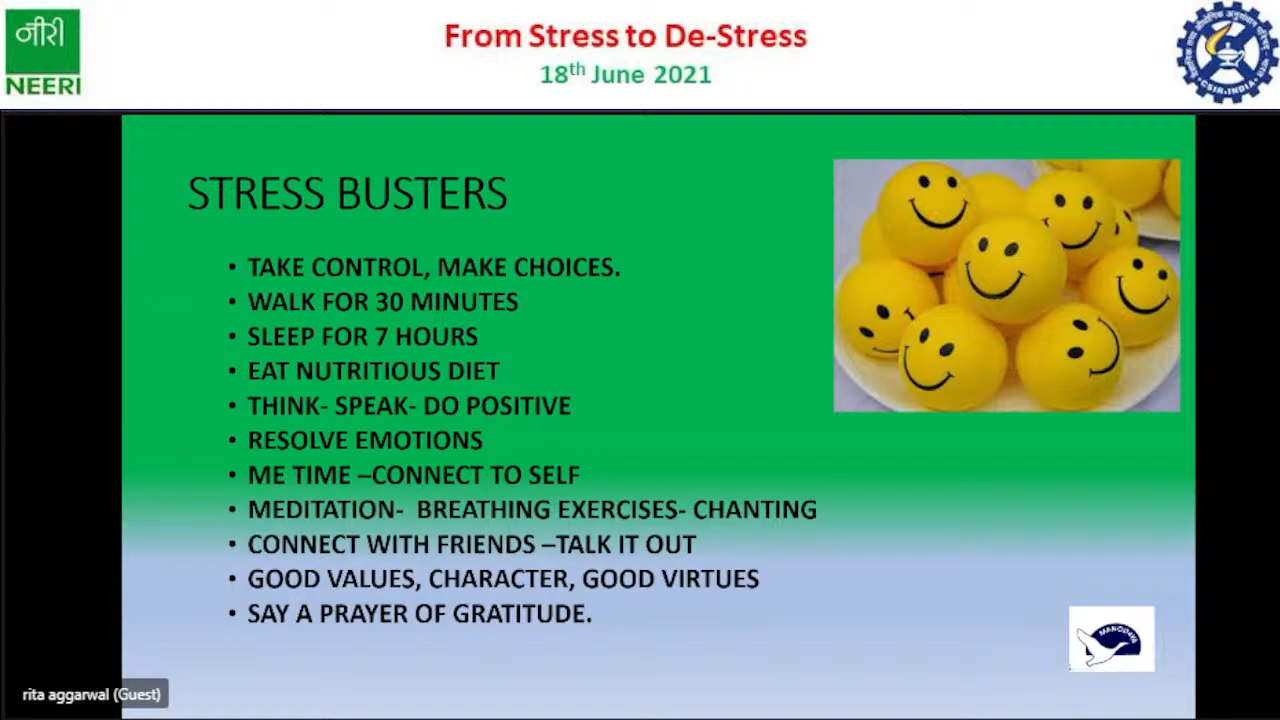 नीरी
NEERI
From Stress to De-Stress
18th June 2021
CSIR-INDIA
STRESS BUSTERS
• TAKE CONTROL, MAKE CHOICES.
• WALK FOR 30 MINUTES
• SLEEP FOR 7 HOURS
• EAT NUTRITIOUS DIET
• THINK- SPEAK- DO POSITIVE
• RESOLVE EMOTIONS
• ME TIME –CONNECT TO SELF
• MEDITATION- BREATHING EXERCISES- CHANTING
• CONNECT WITH FRIENDS –TALK IT OUT
• GOOD VALUES, CHARACTER, GOOD VIRTUES
• SAY A PRAYER OF GRATITUDE.
rita aggarwal (Guest)